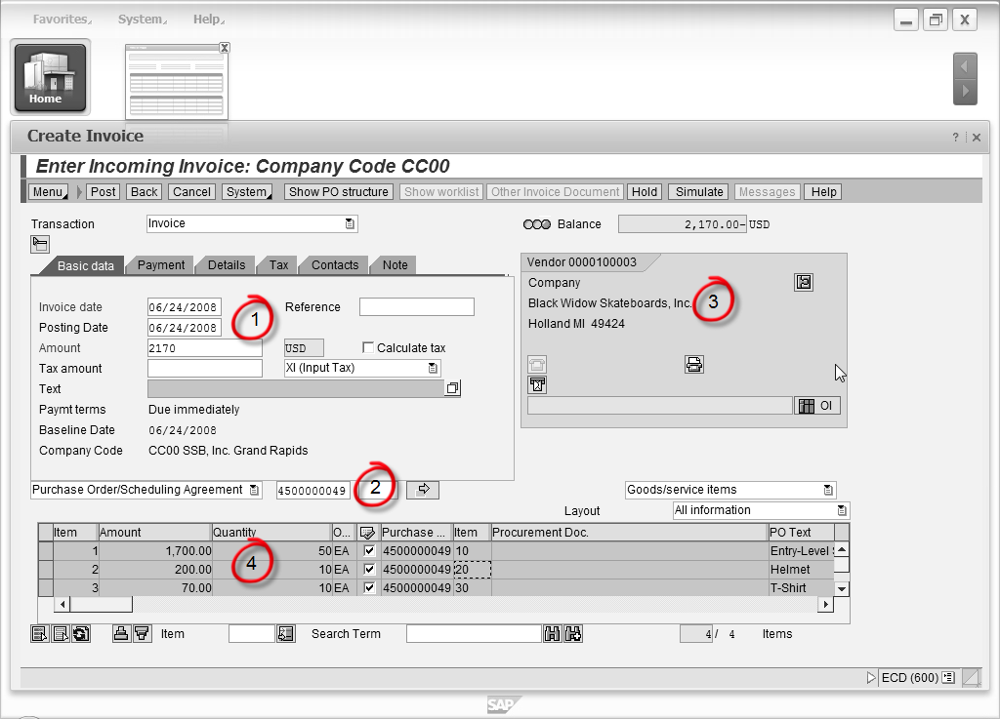 Favorites System Help
Home
Create Invoice
Enter Incoming Invoice: Company Code CC00
Menu Post Back Cancel System Show PO structure Show worklist Other Invoice Document Hold Simulate Messages Help
Transaction Invoice Balance 2,170.00- USD
Basic data Payment Details Tax Contacts Note
Vendor 0000100003
Company
Black Widow Skateboards, Inc.
Holland MI 49424
3
OI
Invoice date 06/24/2008 1 Reference
Posting Date 06/24/2008
Amount 2170 USD Calculate tax
Tax amount XI (Input Tax)
Text
Paymt terms Due immediately
Baseline Date 06/24/2008
Company Code CC00 SSB, Inc. Grand Rapids
Purchase Order/Scheduling Agreement 4500000049 2 Goods/service items
Layout All information
Item Amount Quantity O... Purchase ... Item Procurement Doc. PO Text
1 1,700.00 50 EA 4500000049 10 Entry-Level
2 200.00 4 10 EA 4500000049 20 Helmet
3 70.00 10 EA 4500000049 30 T-Shirt
Item Search Term 4 / 4 Items
ECD (600)
SAP